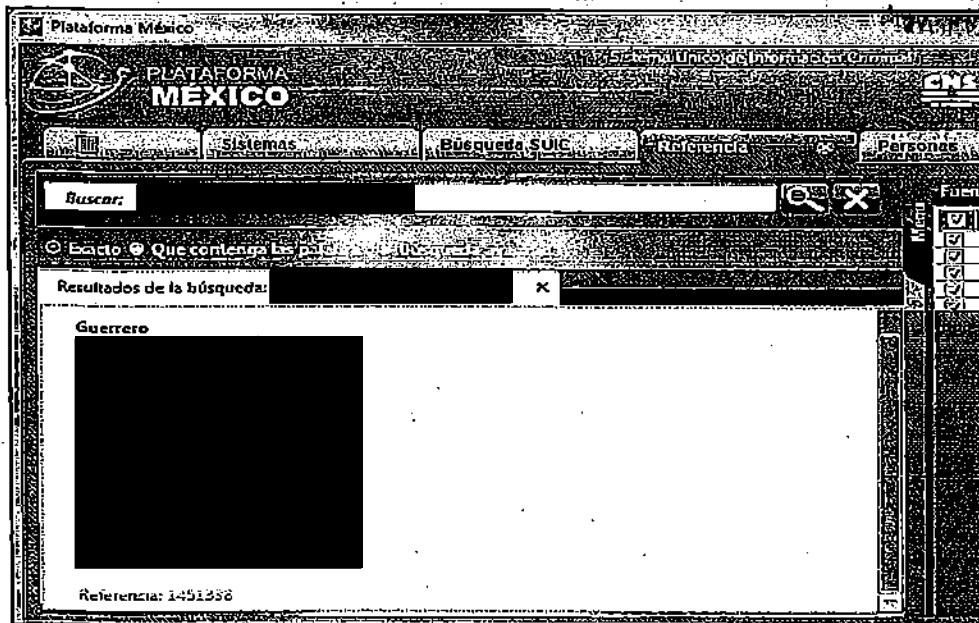 Plataforma México
Sistema Único de Información Criminal
PLATAFORMA
MÉXICO
Sistemas
Búsqueda SUIC
Referencia
Personas
Buscar:
Menú
Exacto Que contenga las
Resultados de la búsqueda:
Guerrero
Referencia: 1451338